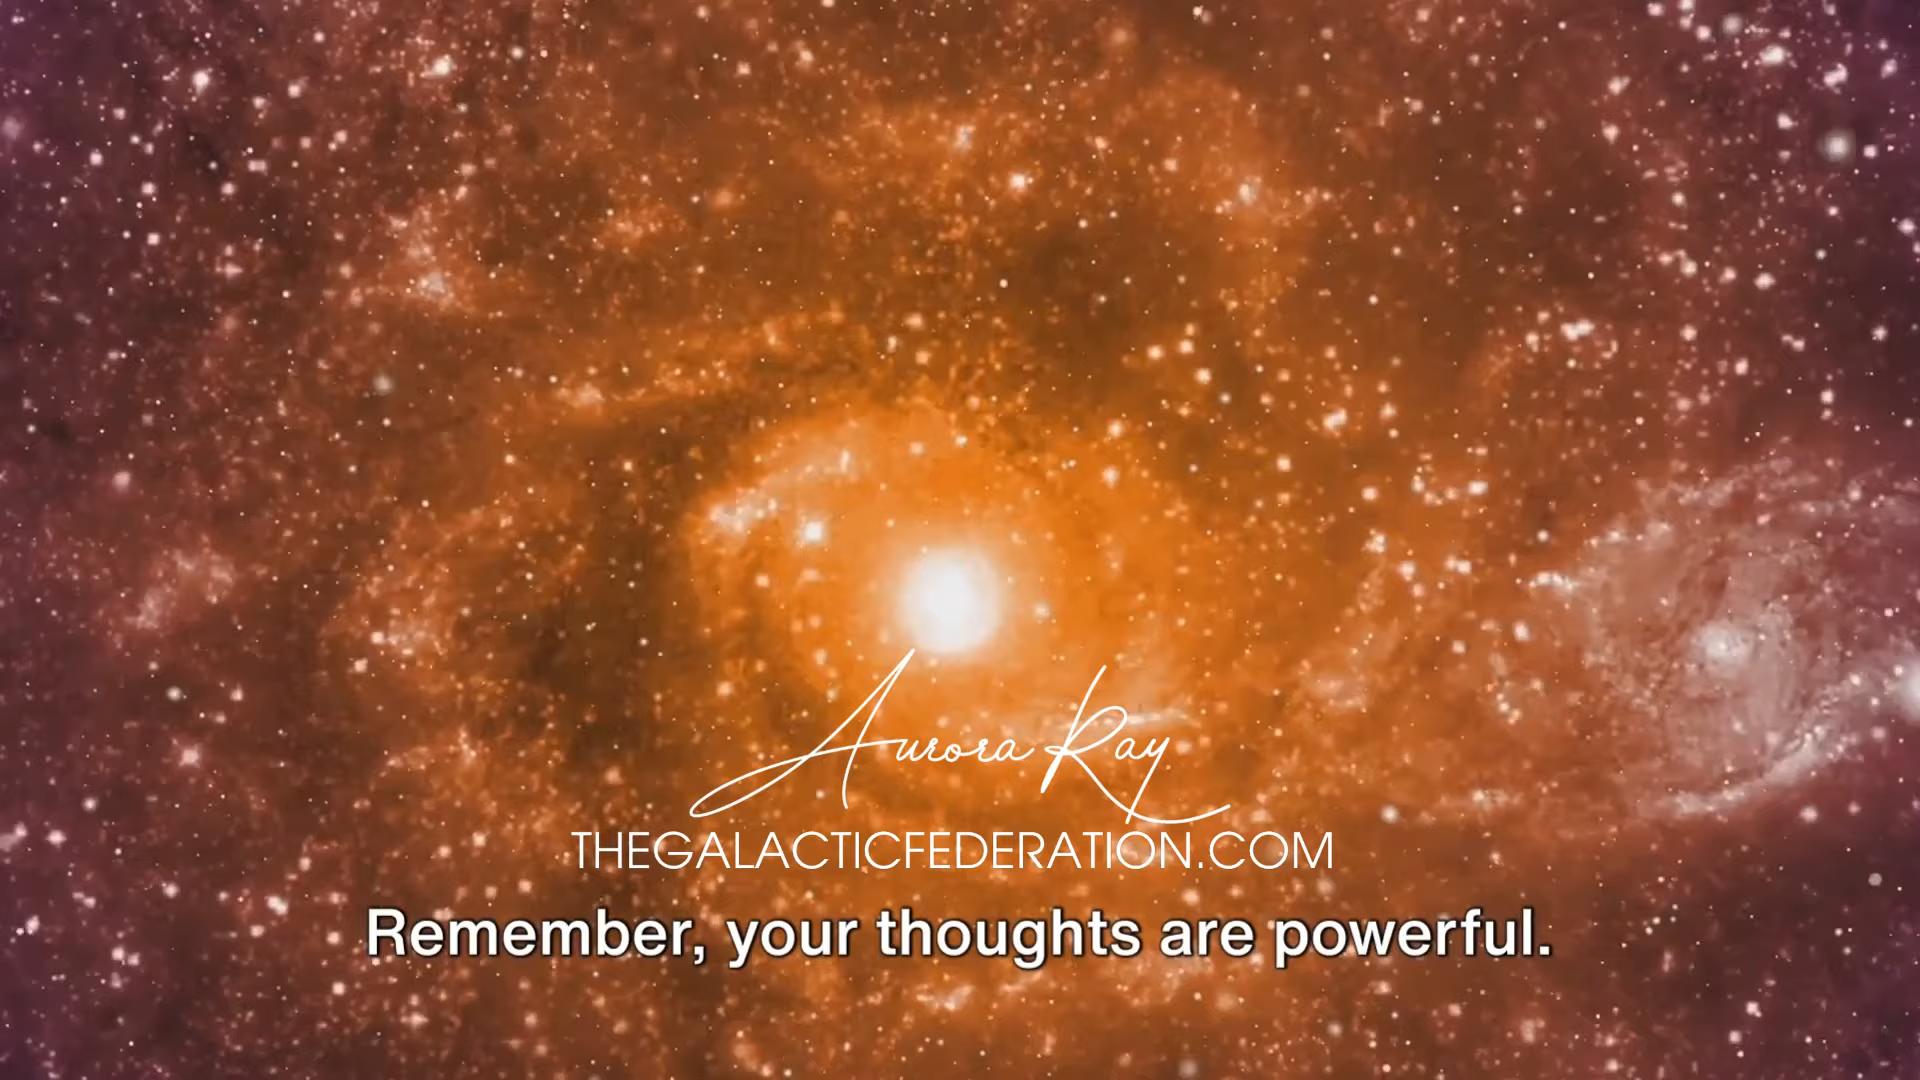 Aurora Ray
THEGALACTICFEDERATION.COM
Remember, your thoughts are powerful.